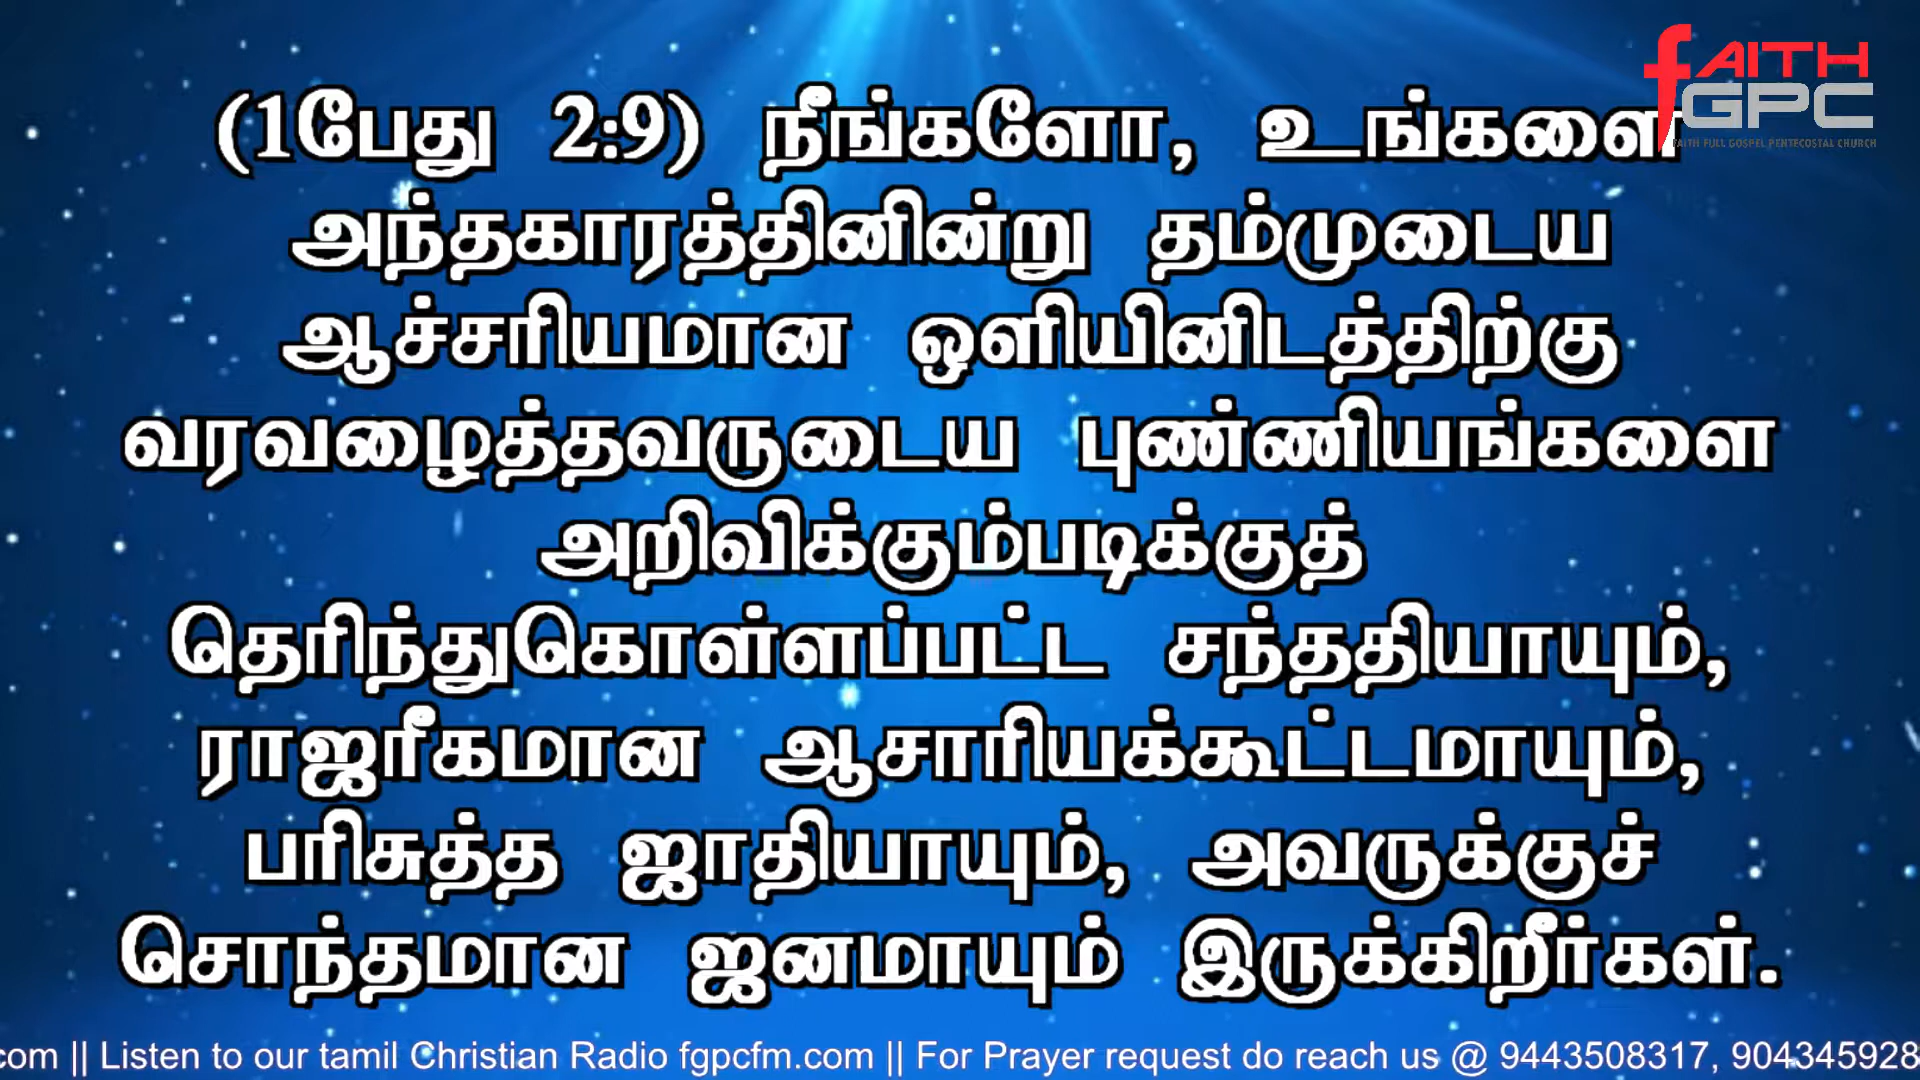 fAITH
GPC
FAITH FULL GOSPEL PENTECOSTAL CHURCH
(1பேது 2:9) நீங்களோ, உங்களை
அந்தகாரத்தினின்று தம்முடைய
ஆச்சரியமான ஒளியினிடத்திற்கு
வரவழைத்தவருடைய புண்ணியங்களை
அறிவிக்கும்படிக்குத்
தெரிந்துகொள்ளப்பட்ட சந்ததியாயும்,
ராஜரீகமான ஆசாரியக்கூட்டமாயும்,
பரிசுத்த ஜாதியாயும், அவருக்குச்
சொந்தமான ஜனமாயும் இருக்கிறீர்கள்.
.com || Listen to our tamil Christian Radio fgpcfm.com || For Prayer request do reach us @ 9443508317, 904345928